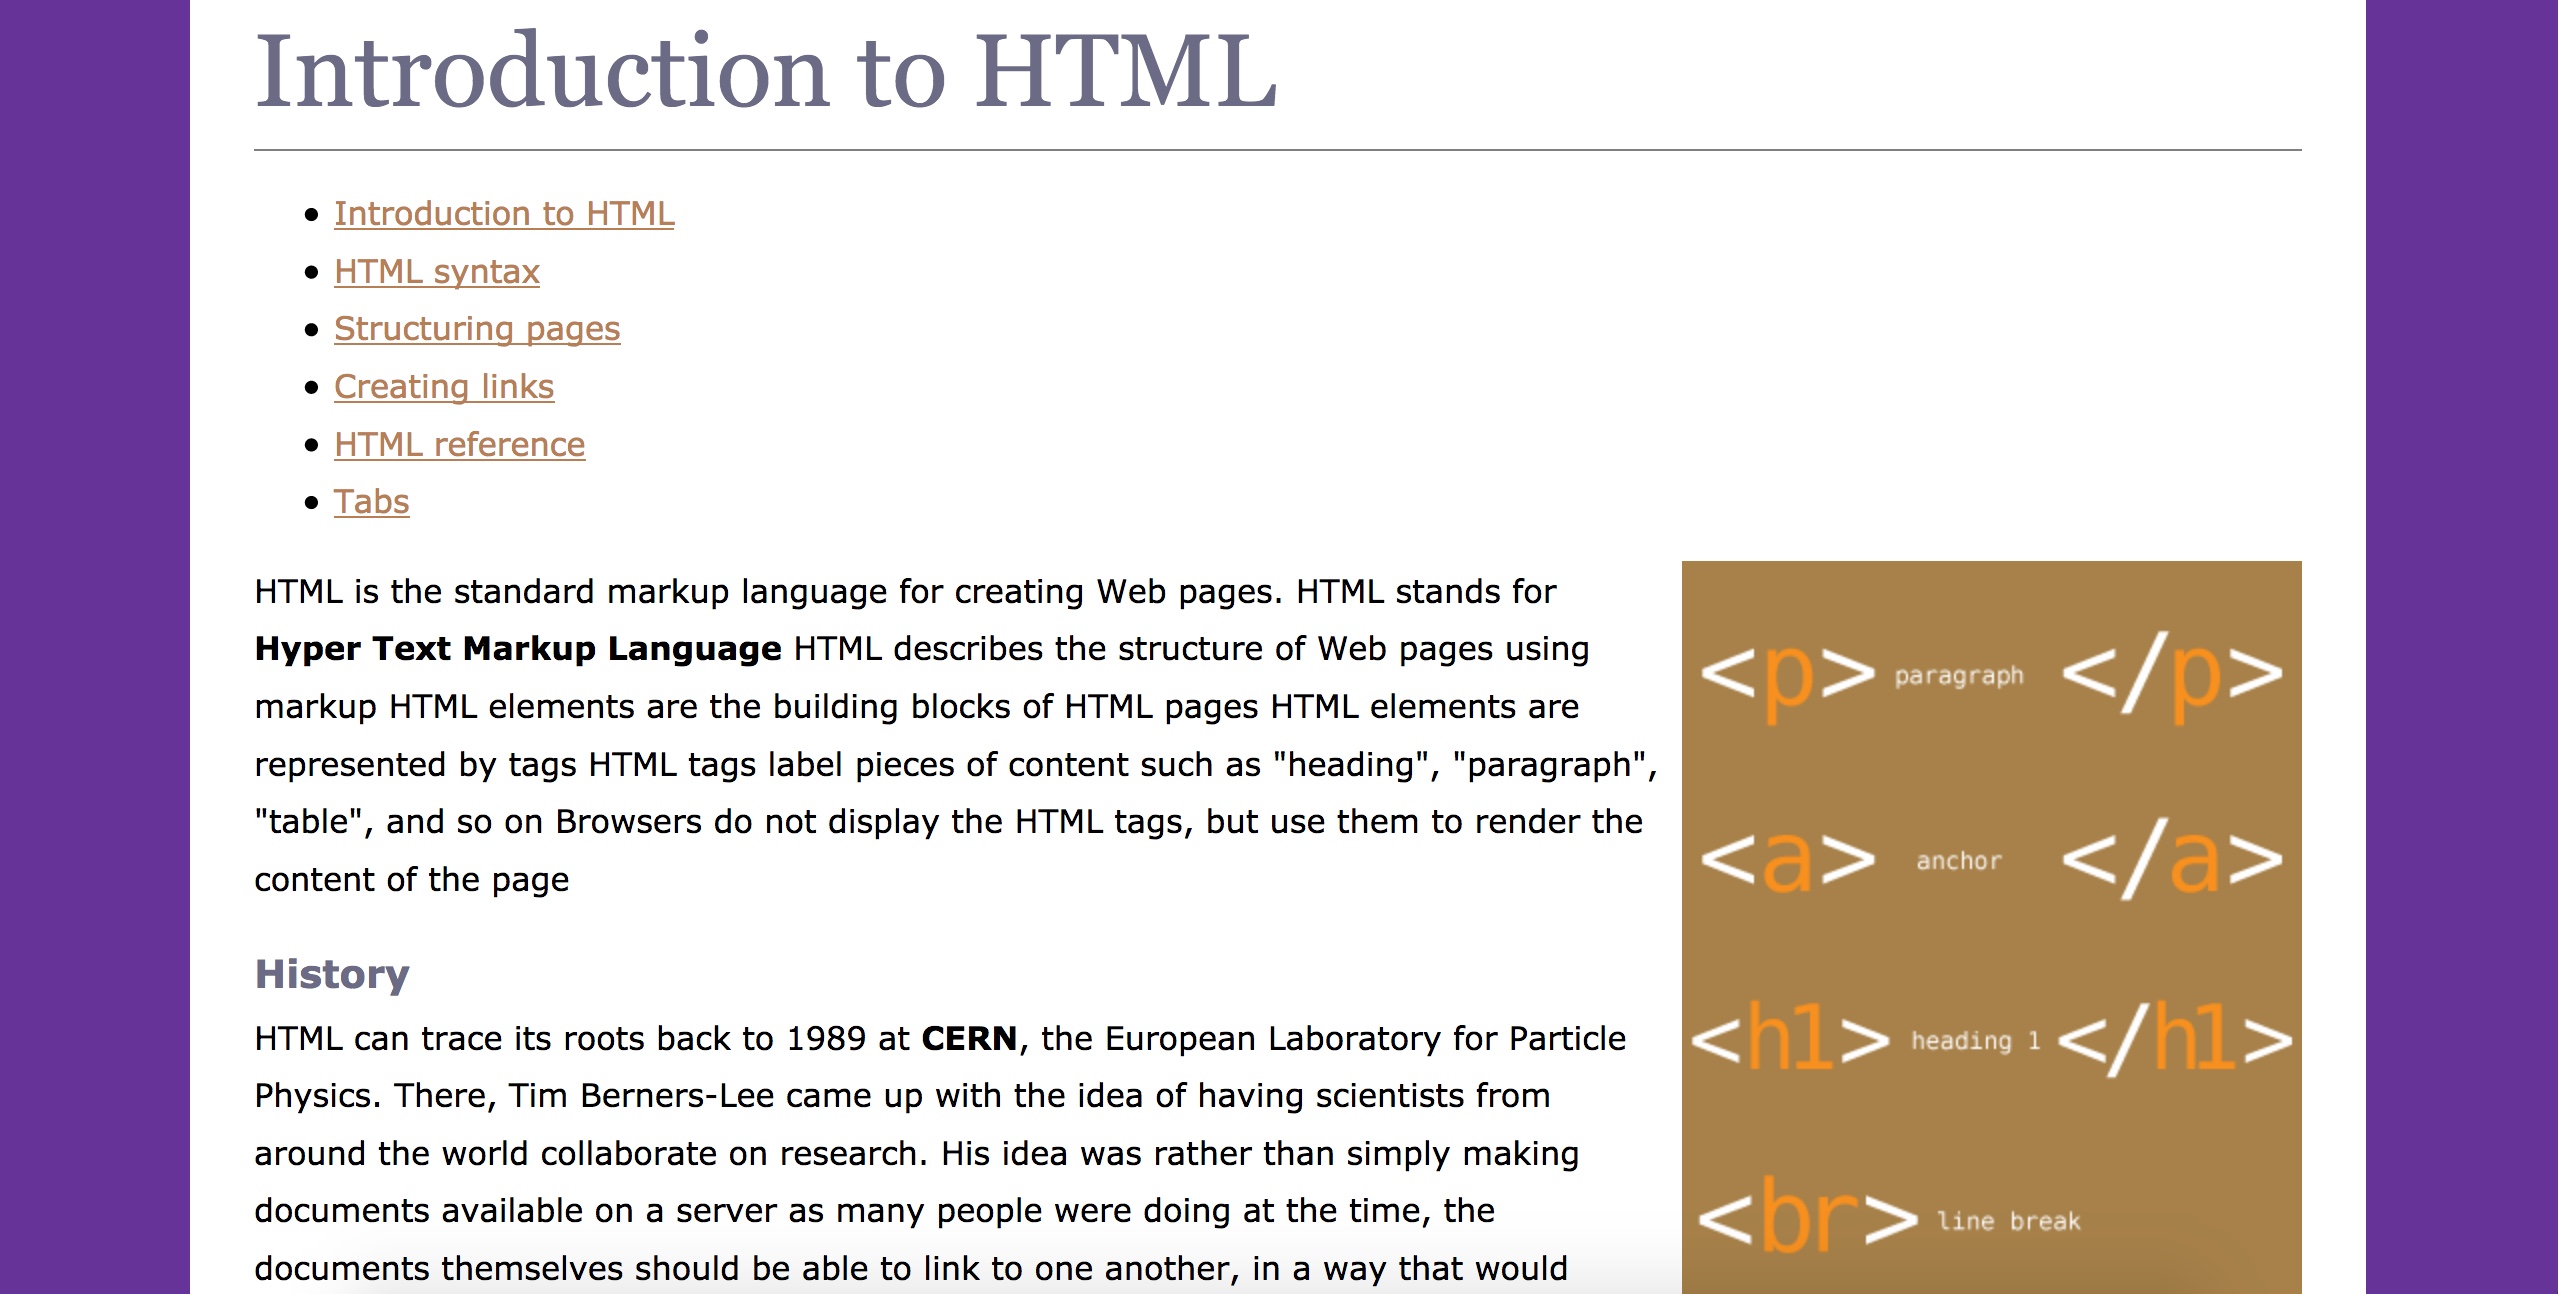 Introduction to HTML
Introduction to HTML
HTML syntax
Structuring pages
Creating links
HTML reference
Tabs
HTML is the standard markup language for creating Web pages. HTML stands for
Hyper Text Markup Language HTML describes the structure of Web pages using
markup HTML elements are the building blocks of HTML pages HTML elements are
represented by tags HTML tags label pieces of content such as "heading", "paragraph",
"table", and so on Browsers do not display the HTML tags, but use them to render the
content of the page
History
HTML can trace its roots back to 1989 at CERN, the European Laboratory for Particle
Physics. There, Tim Berners-Lee came up with the idea of having scientists from
around the world collaborate on research. His idea was rather than simply making
documents available on a server as many people were doing at the time, the
documents themselves should be able to link to one another, in a way that would
<p> paragraph </p>
<a> anchor </a>
<h1> heading 1 </h1>
<br> line break